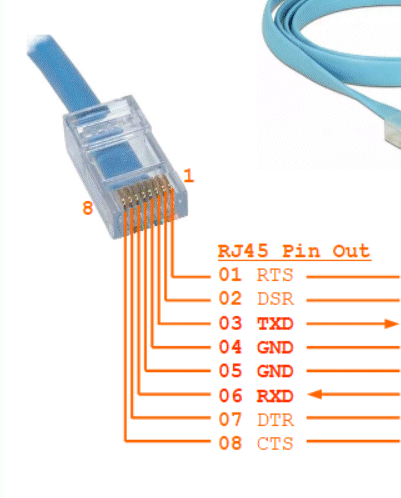 1
8
RJ45 Pin Out
01 RTS
02 DSR
03 TXD
04 GND
05 GND
06 RXD
07 DTR
08 CTS